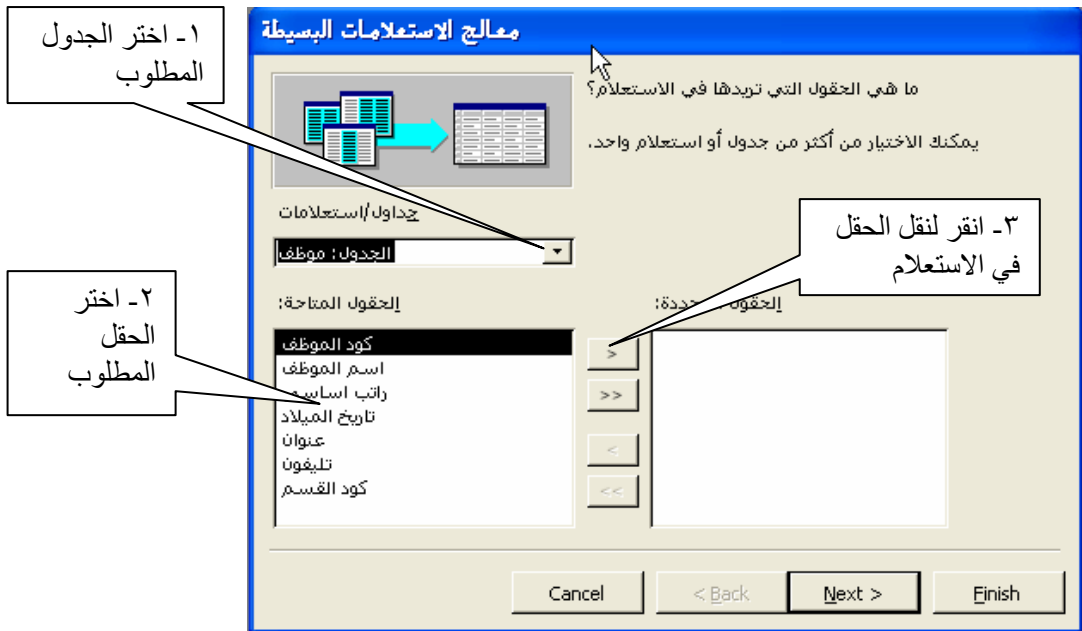 معالج الاستعلامات البسيطة
١- اختر الجدول
المطلوب
ما هي الحقول التي تريدها في الاستعلام؟
يمكنك الاختيار من أكثر من جدول أو استعلام واحد.
جداول/استعلامات
الجدول: موظف
٣- انقر لنقل الحقل
في الاستعلام
٢- اختر
الحقل
المطلوب
الحقول المتاحة:
الحقول
كود الموظف
اسم الموظف
راتب
تاريخ الميلاد
عنوان
تليفون
كود القسم
>
>>
<
<<
Cancel
< Back
Next >
Finish